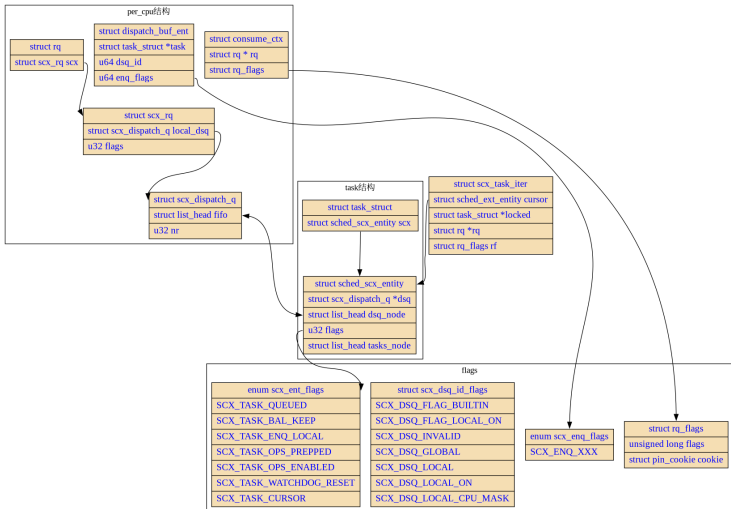 per_cpu结构
struct rq
struct scx_rq scx
struct dispatch_buf_ent
struct task_struct *task
u64 dsq_id
u64 enq_flags
struct consume_ctx
struct rq * rq
struct rq_flags
struct scx_rq
struct scx_dispatch_q local_dsq
u32 flags
struct scx_dispatch_q
struct list_head fifo
u32 nr
task结构
struct task_struct
struct sched_scx_entity scx
struct scx_task_iter
struct sched_ext_entity cursor
struct task_struct *locked
struct rq *rq
struct rq_flags rf
struct sched_scx_entity
struct scx_dispatch_q *dsq
struct list_head dsq_node
u32 flags
struct list_head tasks_node
flags
enum scx_ent_flags
SCX_TASK_QUEUED
SCX_TASK_BAL_KEEP
SCX_TASK_ENQ_LOCAL
SCX_TASK_OPS_PREPPED
SCX_TASK_OPS_ENABLED
SCX_TASK_WATCHDOG_RESET
SCX_TASK_CURSOR
struct scx_dsq_id_flags
SCX_DSQ_FLAG_BUILTIN
SCX_DSQ_FLAG_LOCAL_ON
SCX_DSQ_INVALID
SCX_DSQ_GLOBAL
SCX_DSQ_LOCAL
SCX_DSQ_LOCAL_ON
SCX_DSQ_LOCAL_CPU_MASK
enum scx_enq_flags
SCX_ENQ_XXX
struct rq_flags
unsigned long flags
struct pin_cookie cookie